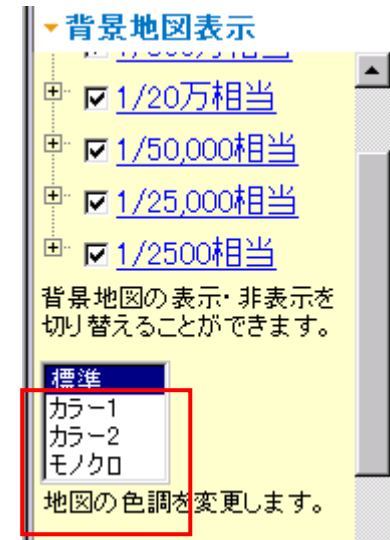 背景地図表示
1/20万相当
1/50,000相当
1/25,000相当
1/2500相当
背景地図の表示・非表示を
切り替えることができます。
標準
カラー1
カラー2
モノクロ
地図の色調を変更します。